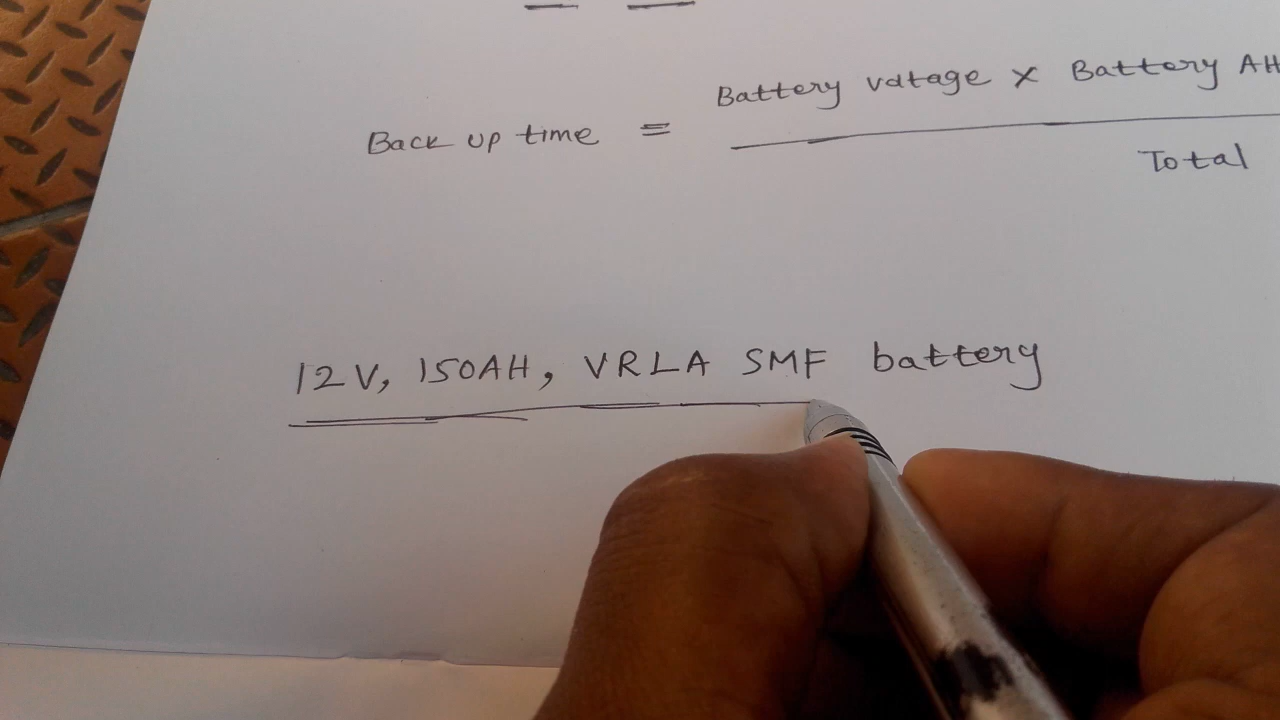 Back up time = Battery voltage x Battery AH
Total
12V, 150AH, VRLA SMF battery